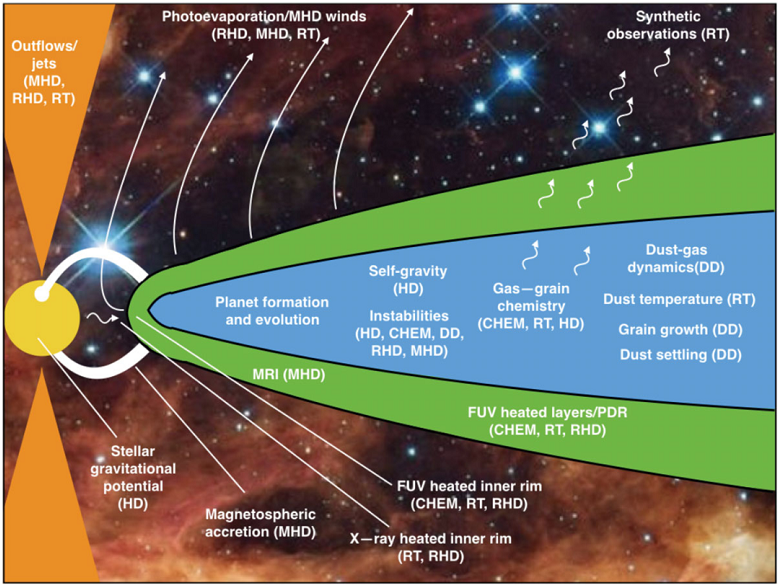 Outflows/
jets
(MHD,
RHD, RT)
Photoevaporation/MHD winds
(RHD, MHD, RT)
Synthetic
observations (RT)
Planet formation
and evolution
Self-gravity
(HD)
Instabilities
(HD, CHEM, DD,
RHD, MHD)
Gas—grain
chemistry
(CHEM, RT, HD)
Dust-gas
dynamics(DD)
Dust temperature (RT)
Grain growth (DD)
Dust settling (DD)
MRI (MHD)
FUV heated layers/PDR
(CHEM, RT, RHD)
Stellar
gravitational
potential
(HD)
Magnetospheric
accretion (MHD)
FUV heated inner rim
(CHEM, RT, RHD)
X—ray heated inner rim
(RT, RHD)